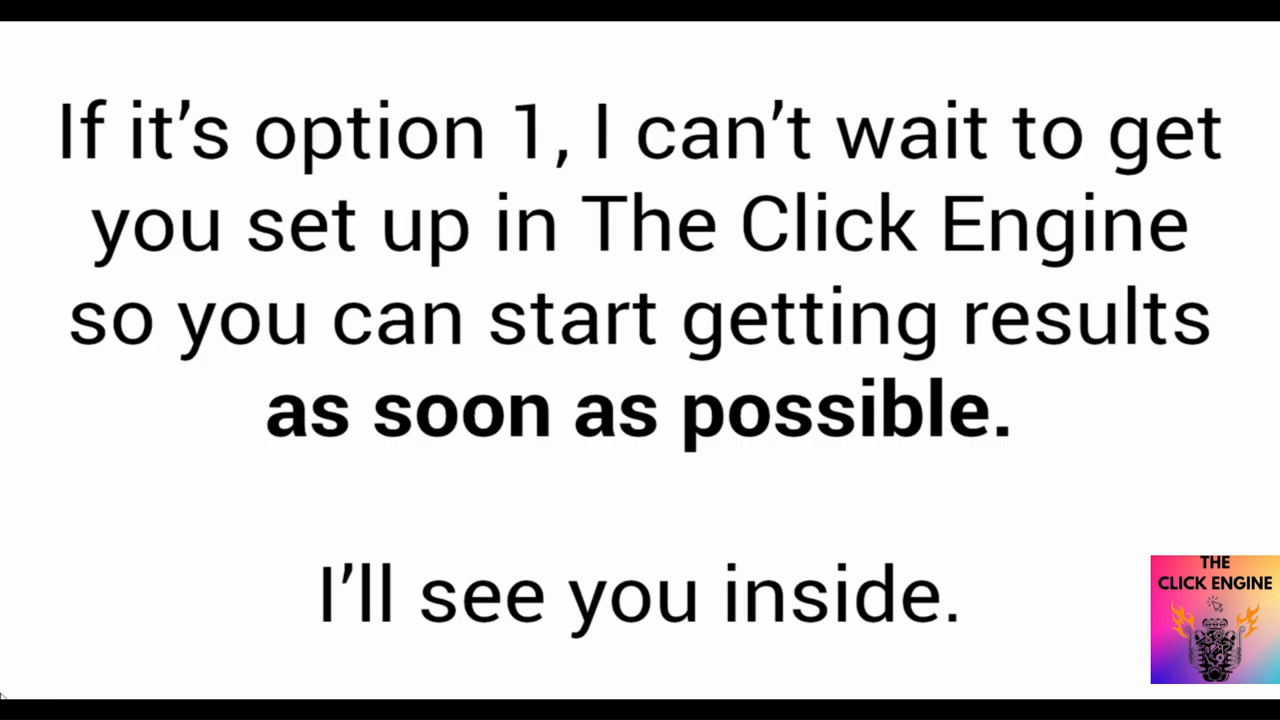 If it’s option 1, I can’t wait to get
you set up in The Click Engine
so you can start getting results
as soon as possible.
I’ll see you inside.
THE
CLICK ENGINE